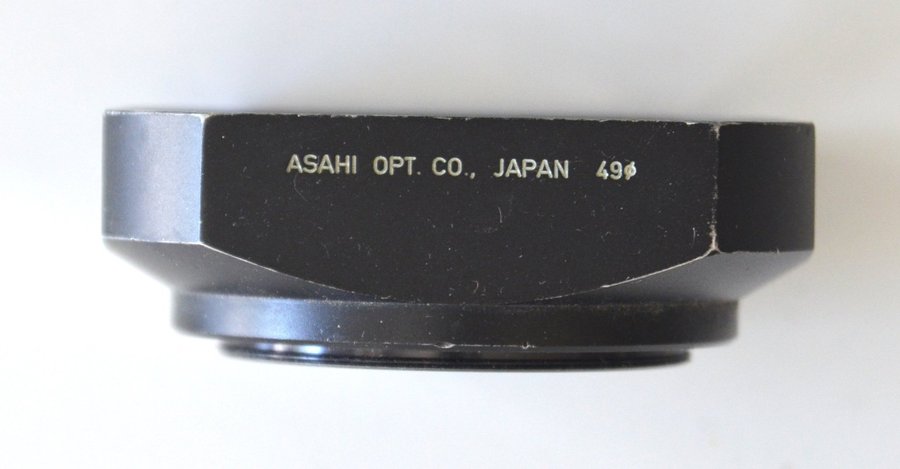 ASAHI OPT. CO., JAPAN 49ϕ